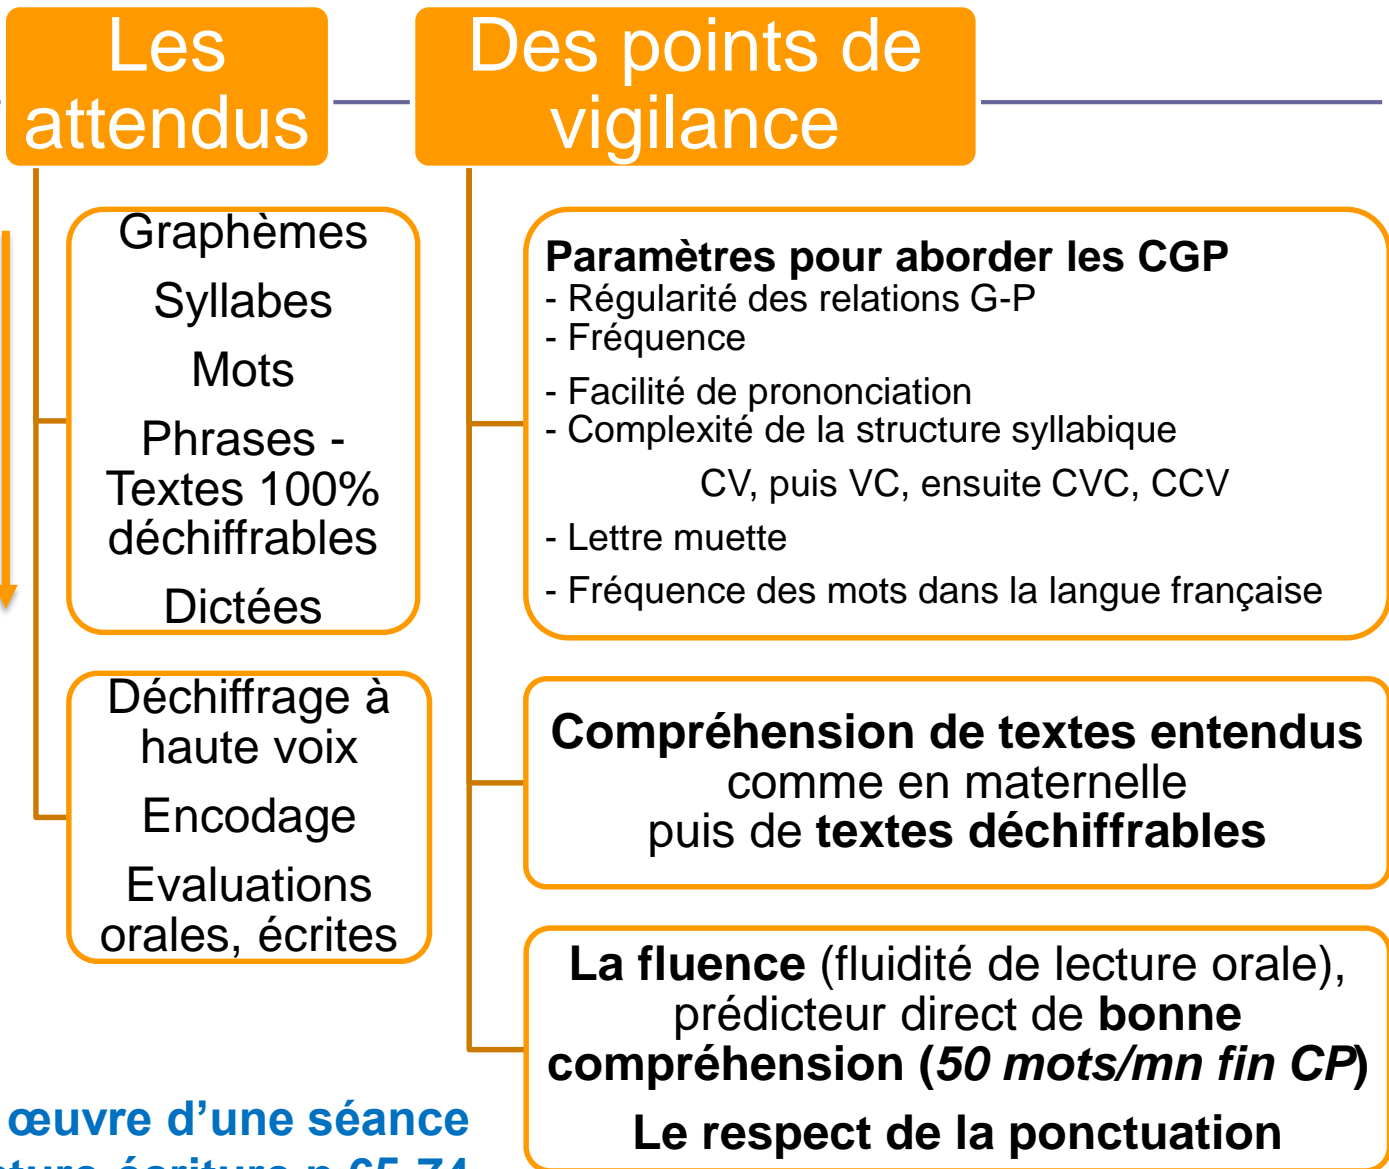 Les
attendus
Des points de
vigilance
Graphèmes
Syllabes
Mots
Phrases -
Textes 100%
déchiffrables
Dictées
Déchiffrage à
haute voix
Encodage
Evaluations
orales, écrites
Paramètres pour aborder les CGP
- Régularité des relations G-P
- Fréquence
- Facilité de prononciation
- Complexité de la structure syllabique
CV, puis VC, ensuite CVC, CCV
- Lettre muette
- Fréquence des mots dans la langue française
Compréhension de textes entendus
comme en maternelle
puis de textes déchiffrables
La fluence (fluidité de lecture orale),
prédicteur direct de bonne
compréhension (50 mots/mn fin CP)
Le respect de la ponctuation
œuvre d’une séance